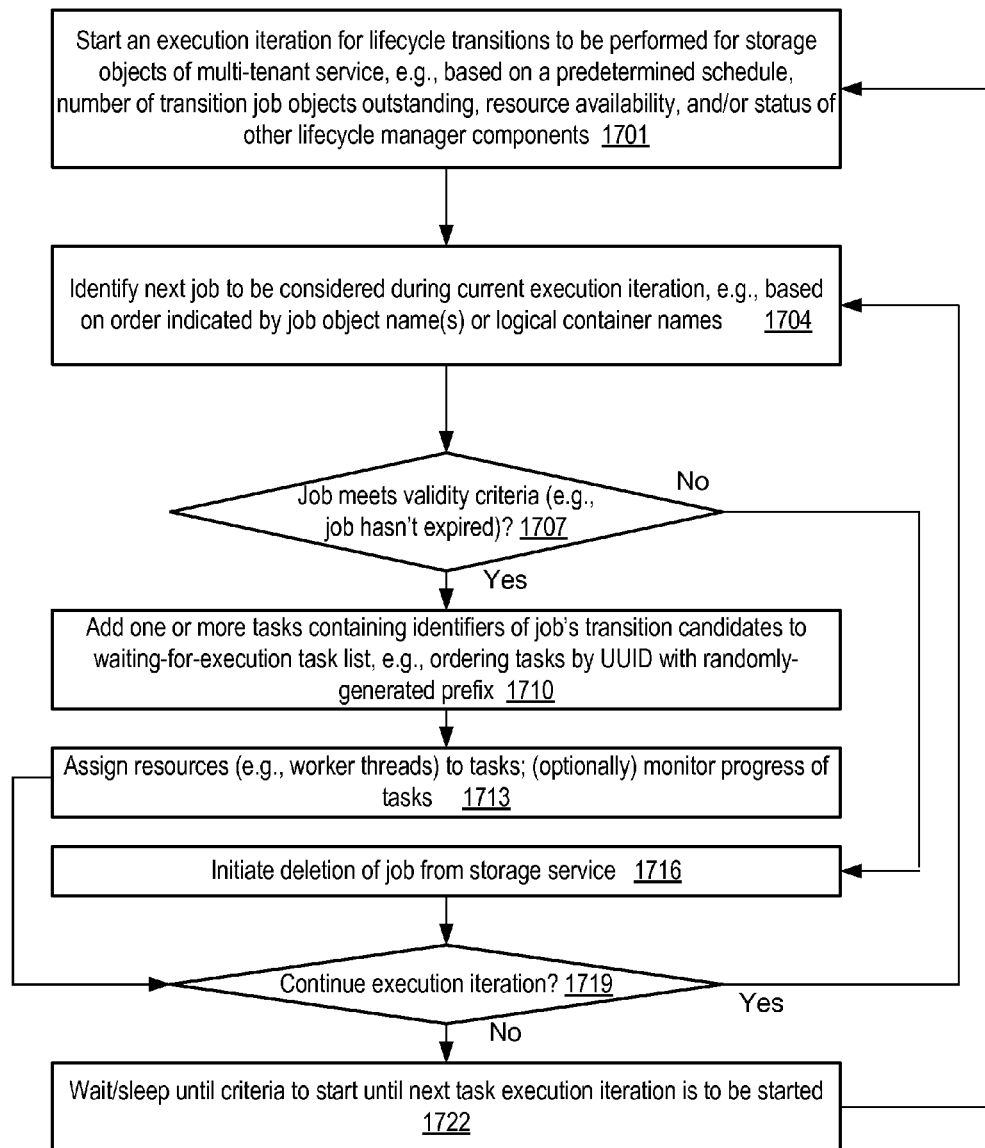 Start an execution iteration for lifecycle transitions to be performed for storage
objects of multi-tenant service, e.g., based on a predetermined schedule,
number of transition job objects outstanding, resource availability, and/or status of
other lifecycle manager components 1701
Identify next job to be considered during current execution iteration, e.g., based
on order indicated by job object name(s) or logical container names 1704
Job meets validity criteria (e.g.,
job hasn't expired)? 1707
No
Yes
Add one or more tasks containing identifiers of job's transition candidates to
waiting-for-execution task list, e.g., ordering tasks by UUID with randomly-
generated prefix 1710
Assign resources (e.g., worker threads) to tasks; (optionally) monitor progress of
tasks 1713
Initiate deletion of job from storage service 1716
Continue execution iteration? 1719
Yes
No
Wait/sleep until criteria to start until next task execution iteration is to be started
1722